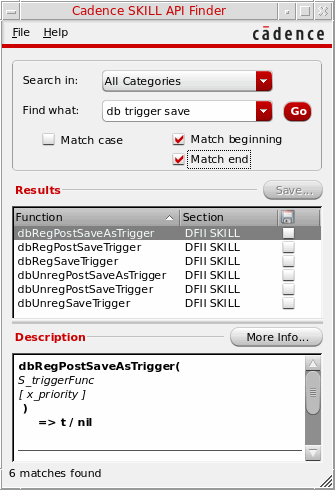 Cadence SKILL API Finder
File Help
cādence
Search in: All Categories
Find what: db trigger save Go
Match case Match beginning
Match end
Results Save...
Function Section
dbRegPostSaveAsTrigger DFII SKILL
dbRegPostSaveTrigger DFII SKILL
dbRegSaveTrigger DFII SKILL
dbUnregPostSaveAsTrigger DFII SKILL
dbUnregPostSaveTrigger DFII SKILL
dbUnregSaveTrigger DFII SKILL
Description More Info...
dbRegPostSaveAsTrigger(
S_triggerFunc
[ x_priority ]
)
=> t / nil
6 matches found